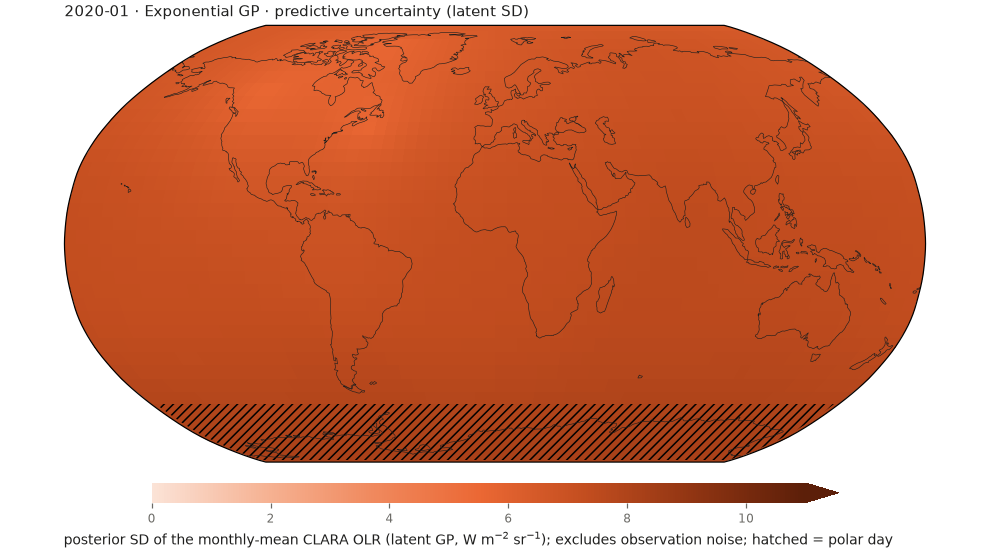 2020-01 · Exponential GP · predictive uncertainty (latent SD)
0 2 4 6 8 10
posterior SD of the monthly-mean CLARA OLR (latent GP, W m⁻² sr⁻¹); excludes observation noise; hatched = polar day